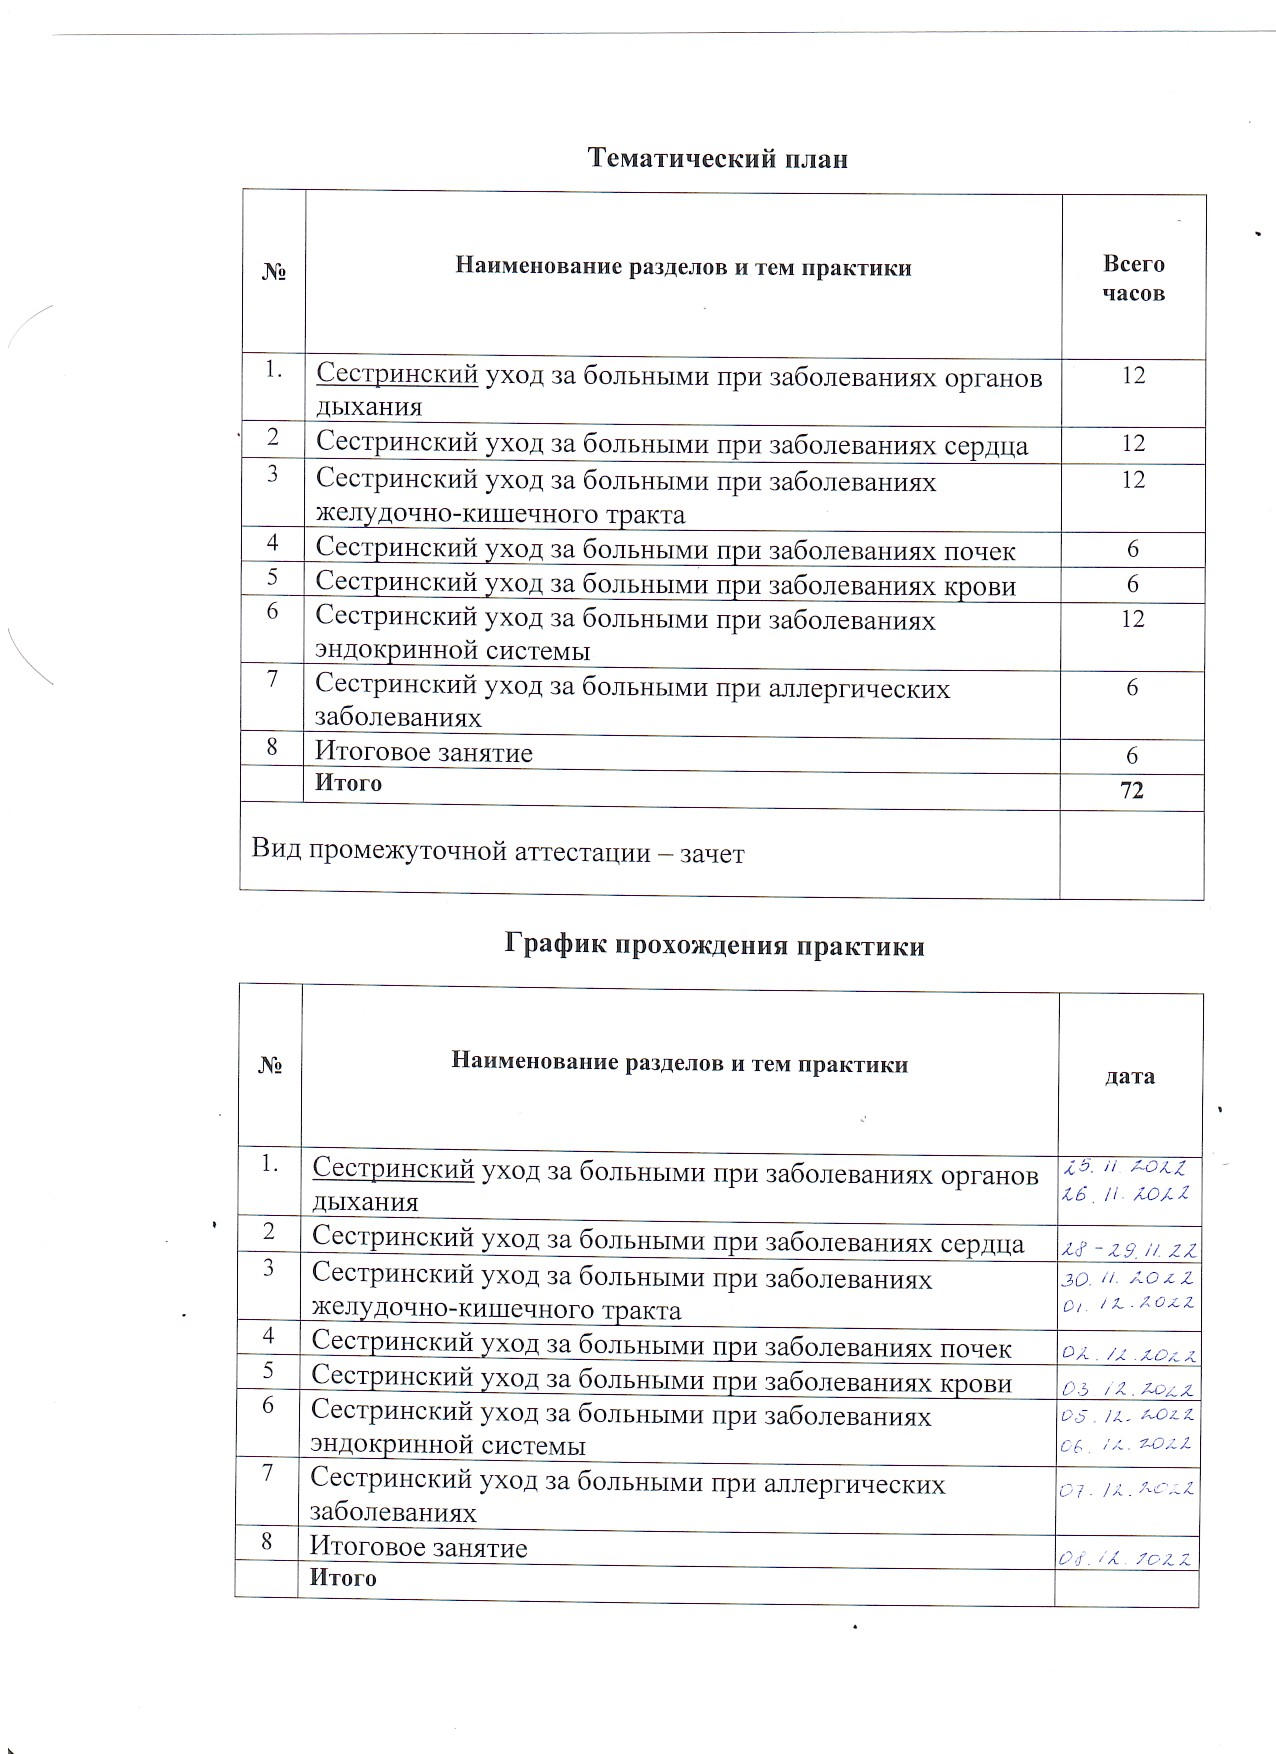 Тематический план
№
Наименование разделов и тем практики
Всего
часов
1.
Сестринский уход за больными при заболеваниях органов
12
дыхания
2
Сестринский уход за больными при заболеваниях сердца
12
3
Сестринский уход за больными при заболеваниях
12
желудочно-кишечного тракта
4
Сестринский уход за больными при заболеваниях почек
6
5
Сестринский уход за больными при заболеваниях крови
6
6
Сестринский уход за больными при заболеваниях
12
эндокринной системы
7
Сестринский уход за больными при аллергических
6
заболеваниях
8
Итоговое занятие
6
Итого
72
Вид промежуточной аттестации – зачет
График прохождения практики
№
Наименование разделов и тем практики
дата
1.
Сестринский уход за больными при заболеваниях органов
25.11.2022
дыхания
26.11.2022
2
Сестринский уход за больными при заболеваниях сердца
28-29.11.22
3
Сестринский уход за больными при заболеваниях
30.11.2022
желудочно-кишечного тракта
01.12.2022
4
Сестринский уход за больными при заболеваниях почек
02.12.2022
5
Сестринский уход за больными при заболеваниях крови
03 12.2022
6
Сестринский уход за больными при заболеваниях
05.12.2022
эндокринной системы
06.12.2022
7
Сестринский уход за больными при аллергических
07.12.2022
заболеваниях
8
Итоговое занятие
08.12.2022
Итого